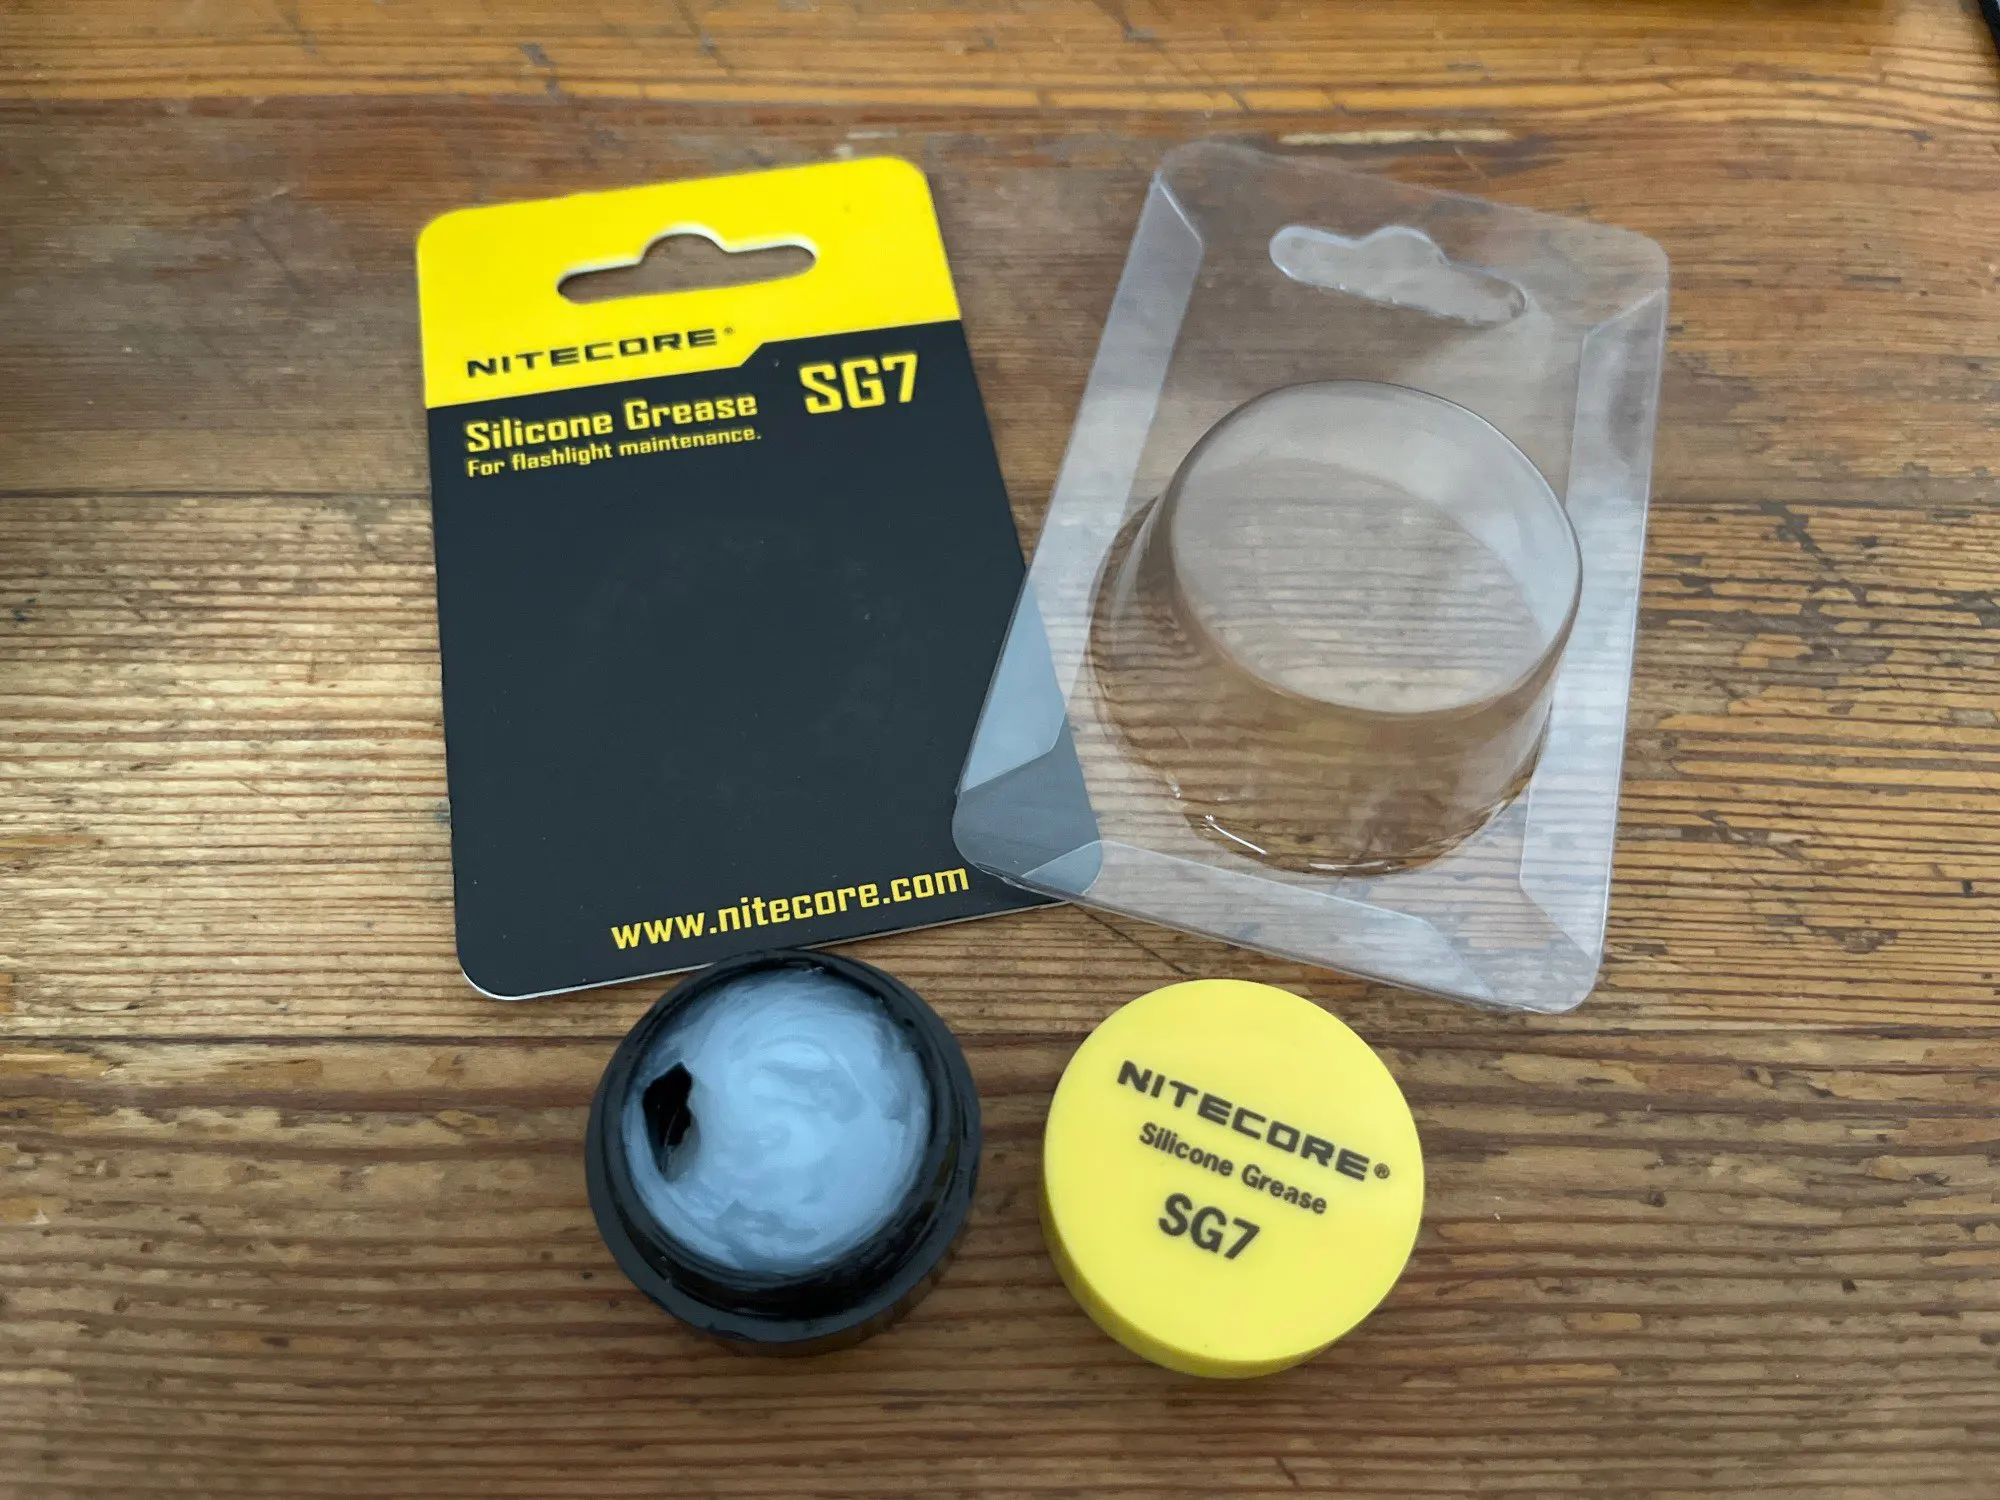 NITECORE®
Silicone Grease SG7
For flashlight maintenance.
www.nitecore.com
NITECORE®
Silicone Grease
SG7